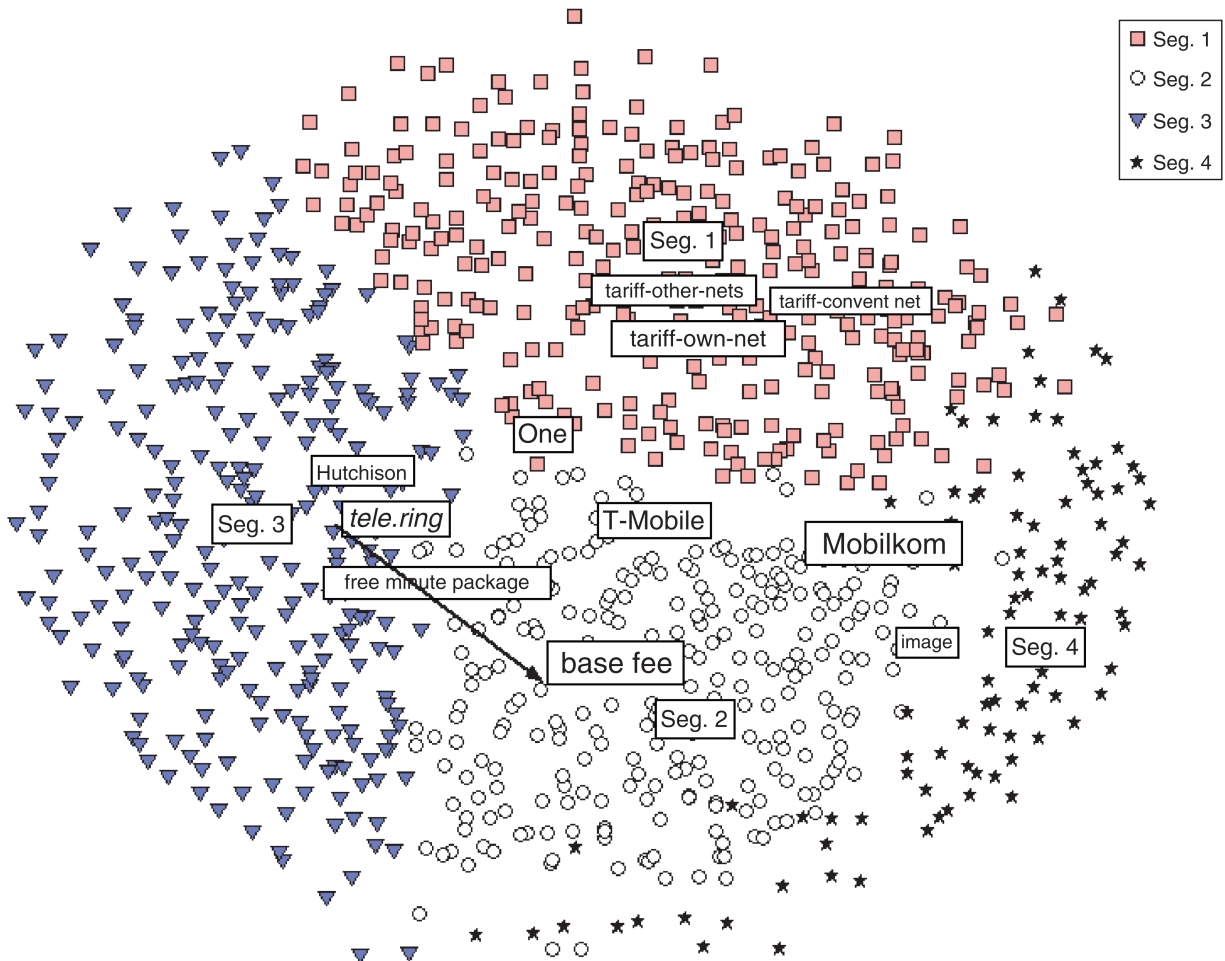 Seg. 1
Seg. 2
Seg. 3
Seg. 4
Seg. 1
tariff-other-nets
tariff-convent net
tariff-own-net
One
Hutchison
Seg. 3
tele.ring
T-Mobile
Mobilkom
free minute package
image
Seg. 4
base fee
Seg. 2